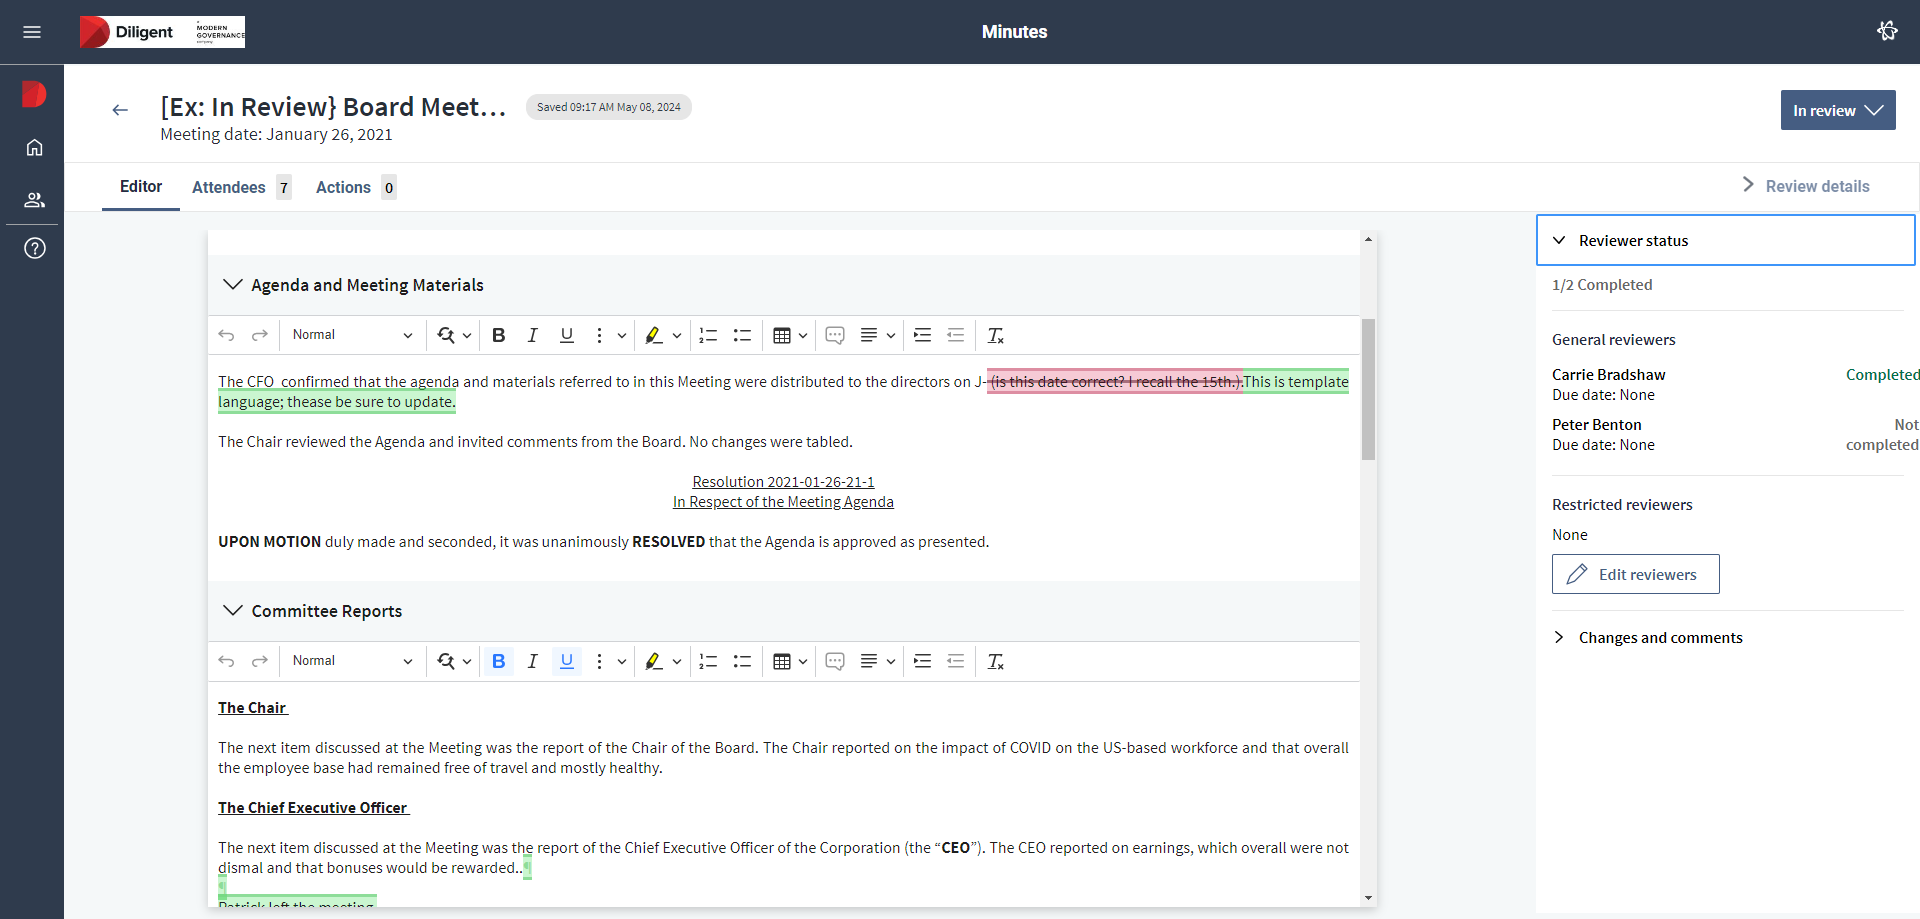 Diligent
A
MODERN
GOVERNANCE
company
Minutes
[Ex: In Review} Board Meet...
Saved 09:17 AM May 08, 2024
Meeting date: January 26, 2021
In review
Editor
Attendees 7
Actions 0
Review details
Agenda and Meeting Materials
Normal
The CFO  confirmed that the agenda and materials referred to in this Meeting were distributed to the directors on J- (is this date correct? I recall the 15th.).This is template
language; thease be sure to update.
The Chair reviewed the Agenda and invited comments from the Board. No changes were tabled.
Resolution 2021-01-26-21-1
In Respect of the Meeting Agenda
UPON MOTION duly made and seconded, it was unanimously RESOLVED that the Agenda is approved as presented.
Committee Reports
Normal
The Chair
The next item discussed at the Meeting was the report of the Chair of the Board. The Chair reported on the impact of COVID on the US-based workforce and that overall
the employee base had remained free of travel and mostly healthy.
The Chief Executive Officer
The next item discussed at the Meeting was the report of the Chief Executive Officer of the Corporation (the “CEO”). The CEO reported on earnings, which overall were not
dismal and that bonuses would be rewarded..¶
¶
Patrick left the meeting.
Reviewer status
1/2 Completed
General reviewers
Carrie Bradshaw Completed
Due date: None
Peter Benton Not
Due date: None completed
Restricted reviewers
None
Edit reviewers
Changes and comments